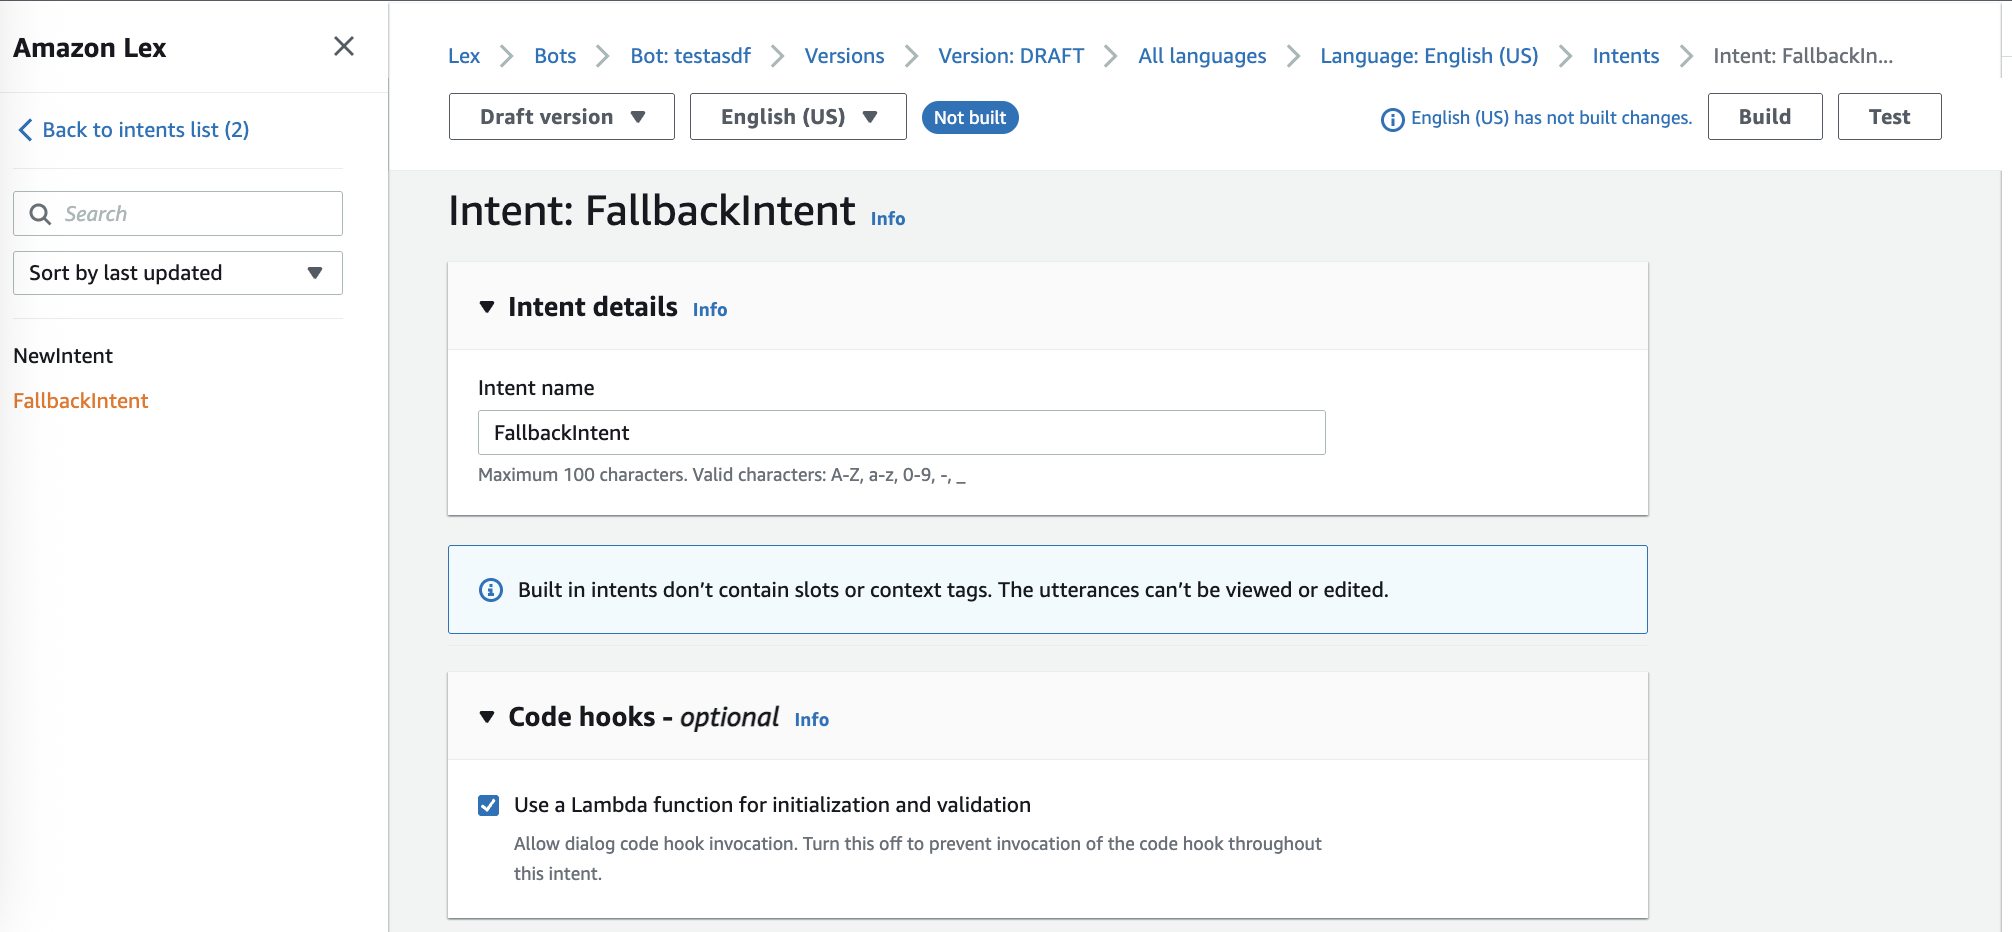 Amazon Lex
Back to intents list (2)
Search
Sort by last updated
NewIntent
FallbackIntent
Lex Bots Bot: testasdf Versions Version: DRAFT All languages Language: English (US) Intents Intent: FallbackIn...
Draft version English (US) Not built English (US) has not built changes. Build Test
Intent: FallbackIntent Info
Intent details Info
Intent name
FallbackIntent
Maximum 100 characters. Valid characters: A-Z, a-z, 0-9, -, _
Built in intents don’t contain slots or context tags. The utterances can’t be viewed or edited.
Code hooks - optional Info
Use a Lambda function for initialization and validation
Allow dialog code hook invocation. Turn this off to prevent invocation of the code hook throughout
this intent.